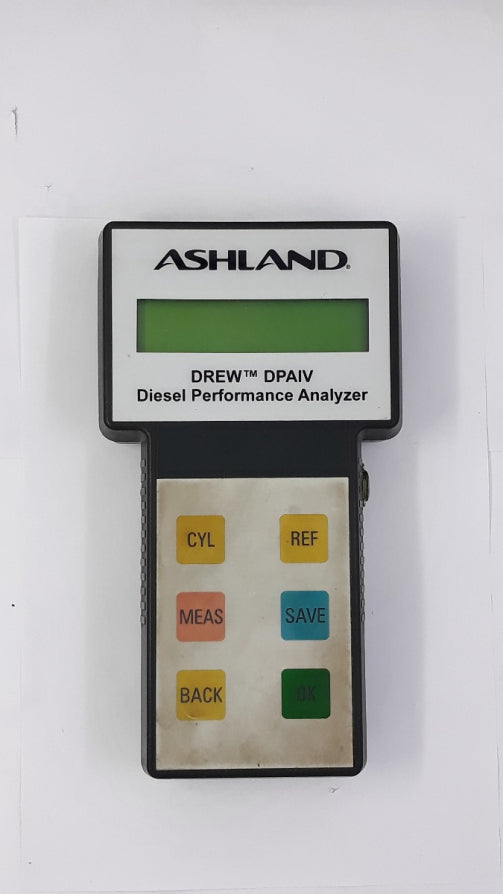 ASHLAND®
DREW™ DPAIV
Diesel Performance Analyzer
CYL REF
MEAS SAVE
BACK OK